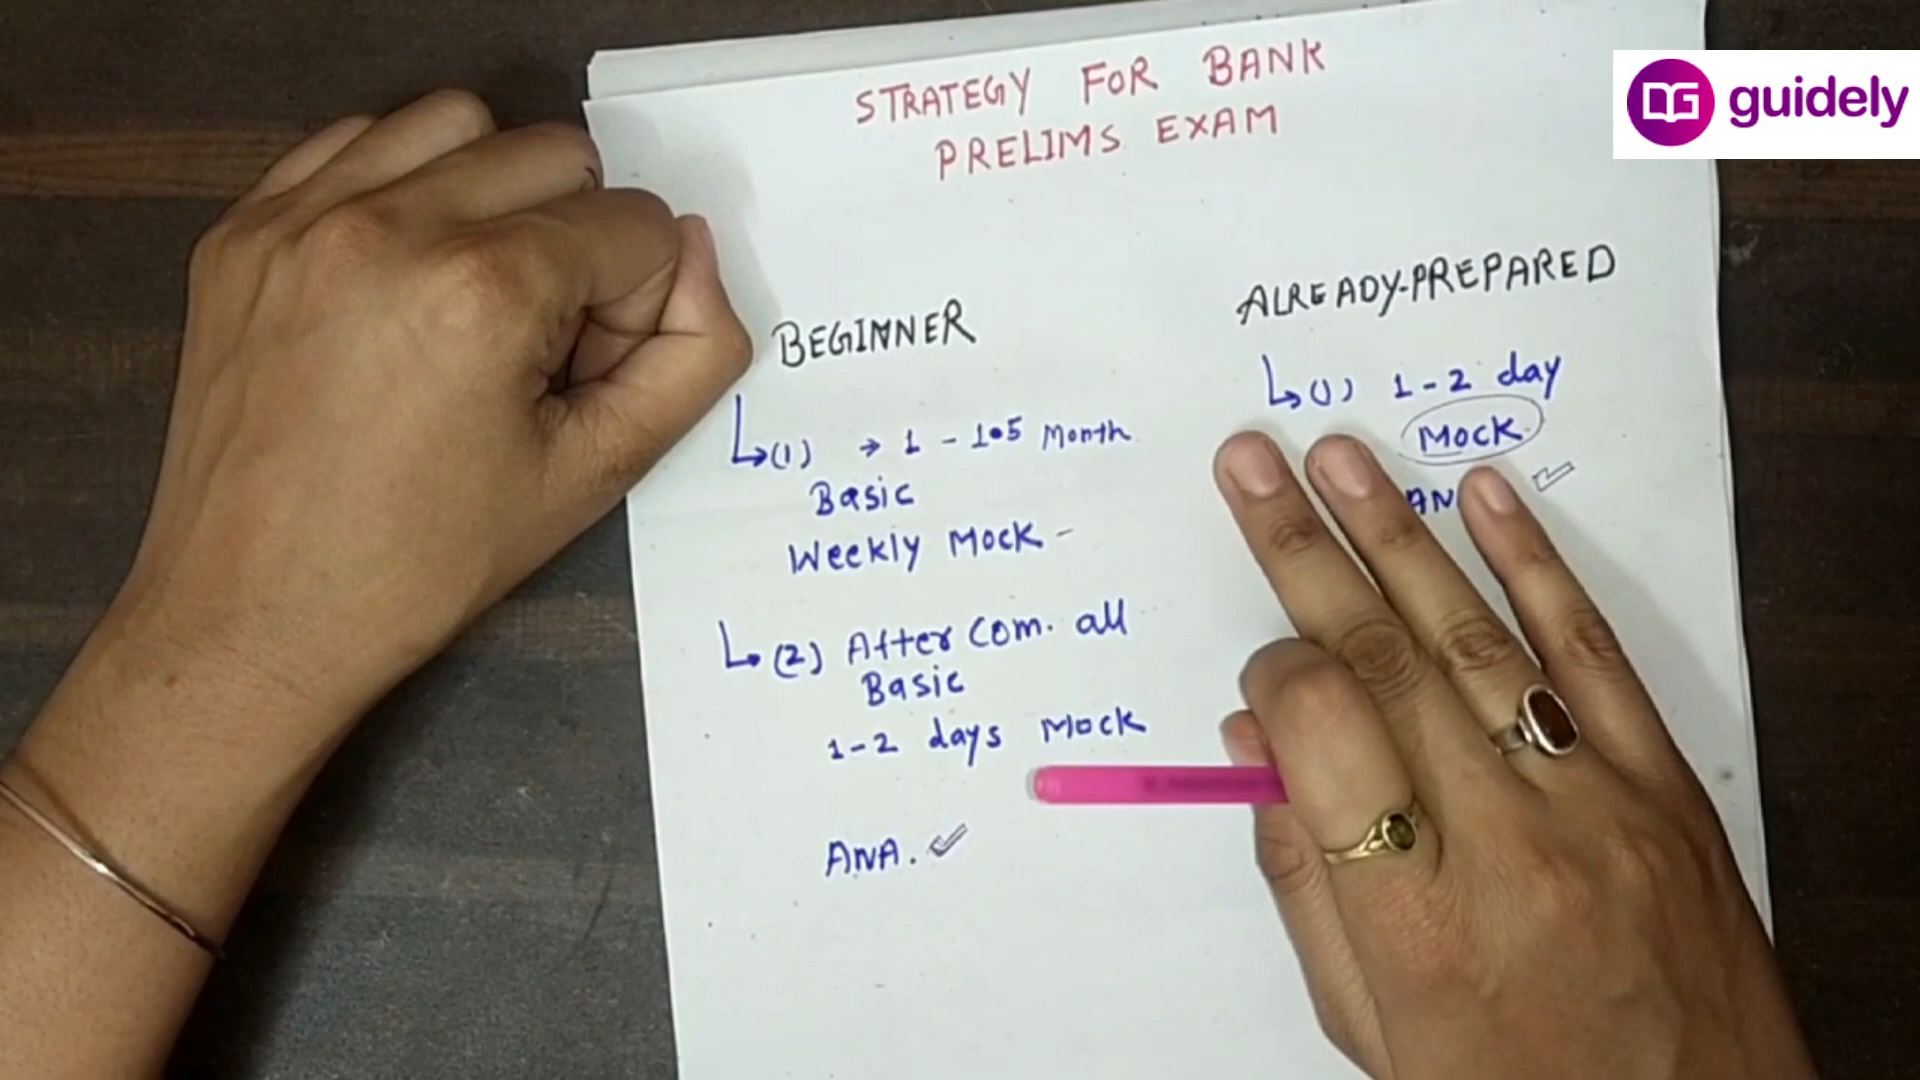 STRATEGY FOR BANK
PRELIMS EXAM
guidely
BEGINNER
(1) → 1 - 1.5 Month
Basic
Weekly Mock -
(2) After com. all
Basic
1-2 days Mock
ANA.
ALREADY-PREPARED
(1) 1-2 day
Mock